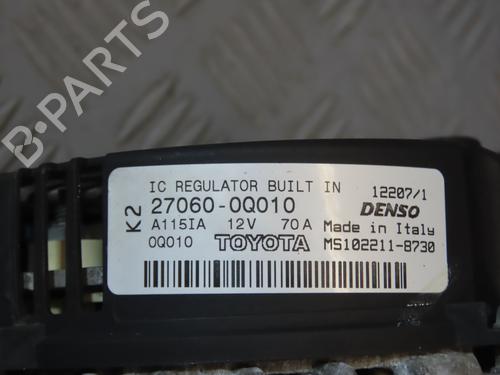 B-PARTS
IC REGULATOR BUILT IN 12207/1
K2 27060-0Q010 DENSO
A115IA 12V 70A Made in Italy
0Q010 TOYOTA MS102211-8730